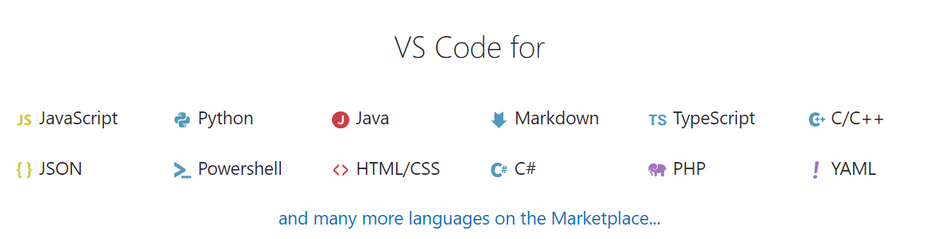 VS Code for
JS JavaScript Python J Java Markdown TS TypeScript C++ C/C++
{ } JSON Powershell <> HTML/CSS C# C# PHP ! YAML
and many more languages on the Marketplace...